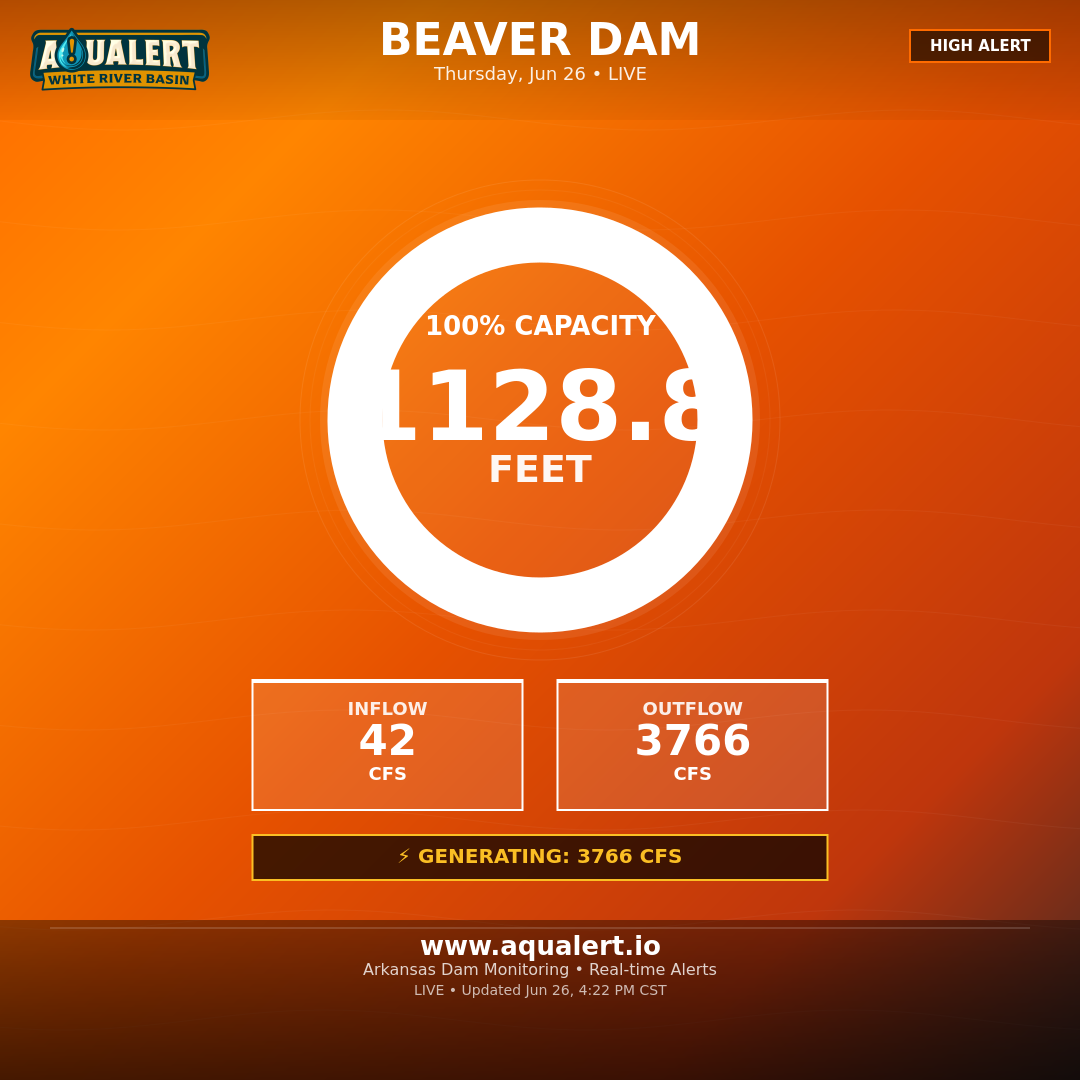 AQUALERT
WHITE RIVER BASIN
BEAVER DAM
Thursday, Jun 26 • LIVE
HIGH ALERT
100% CAPACITY
1128.8
FEET
INFLOW
42
CFS
OUTFLOW
3766
CFS
⚡ GENERATING: 3766 CFS
www.aqualert.io
Arkansas Dam Monitoring • Real-time Alerts
LIVE • Updated Jun 26, 4:22 PM CST